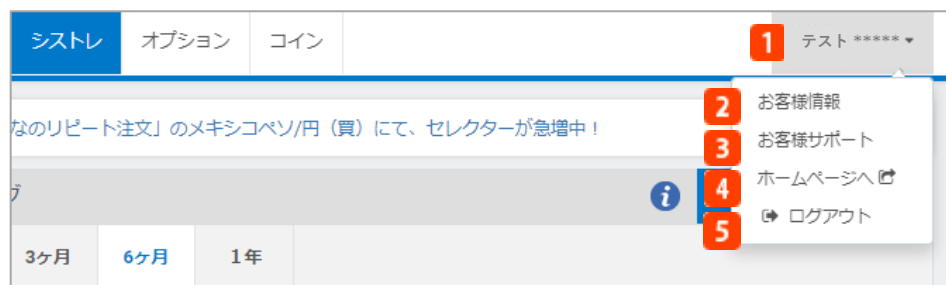 シストレ オプション コイン 1 テスト *****
2 お客様情報
なのリピート注文」のメキシコペソ/円（買）にて、セレクターが急増中！
3 お客様サポート
4 ホームページへ
5 ログアウト
3ヶ月 6ヶ月 1年